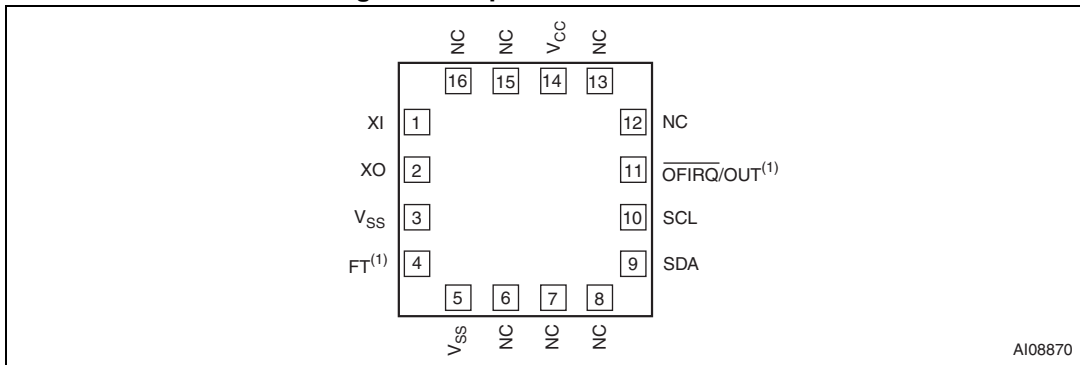 NC NC VCC NC
16 15 14 13
XI 1 12 NC
XO 2 11 OFIRQ/OUT(1)
VSS 3 10 SCL
FT(1) 4 9 SDA
5 6 7 8
VSS NC NC NC
AI08870